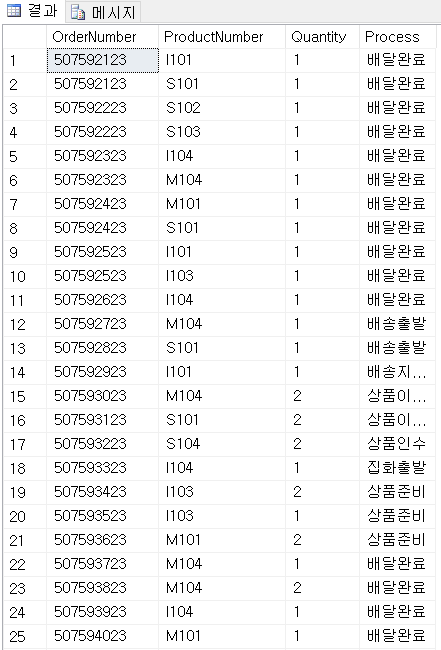 결과 메시지
OrderNumber ProductNumber Quantity Process
1 507592123 I101 1 배달완료
2 507592123 S101 1 배달완료
3 507592223 S102 1 배달완료
4 507592223 S103 1 배달완료
5 507592323 I104 1 배달완료
6 507592323 M104 1 배달완료
7 507592423 M101 1 배달완료
8 507592423 S101 1 배달완료
9 507592523 I101 1 배달완료
10 507592523 I103 1 배달완료
11 507592623 I104 1 배달완료
12 507592723 M104 1 배송출발
13 507592823 S101 1 배송출발
14 507592923 I101 1 배송지...
15 507593023 M104 2 상품이...
16 507593123 S101 2 상품이...
17 507593223 S104 2 상품인수
18 507593323 I104 1 집화출발
19 507593423 I103 2 상품준비
20 507593523 I103 1 상품준비
21 507593623 M101 2 상품준비
22 507593723 M104 1 배달완료
23 507593823 M104 2 배달완료
24 507593923 I104 1 배달완료
25 507594023 M101 1 배달완료